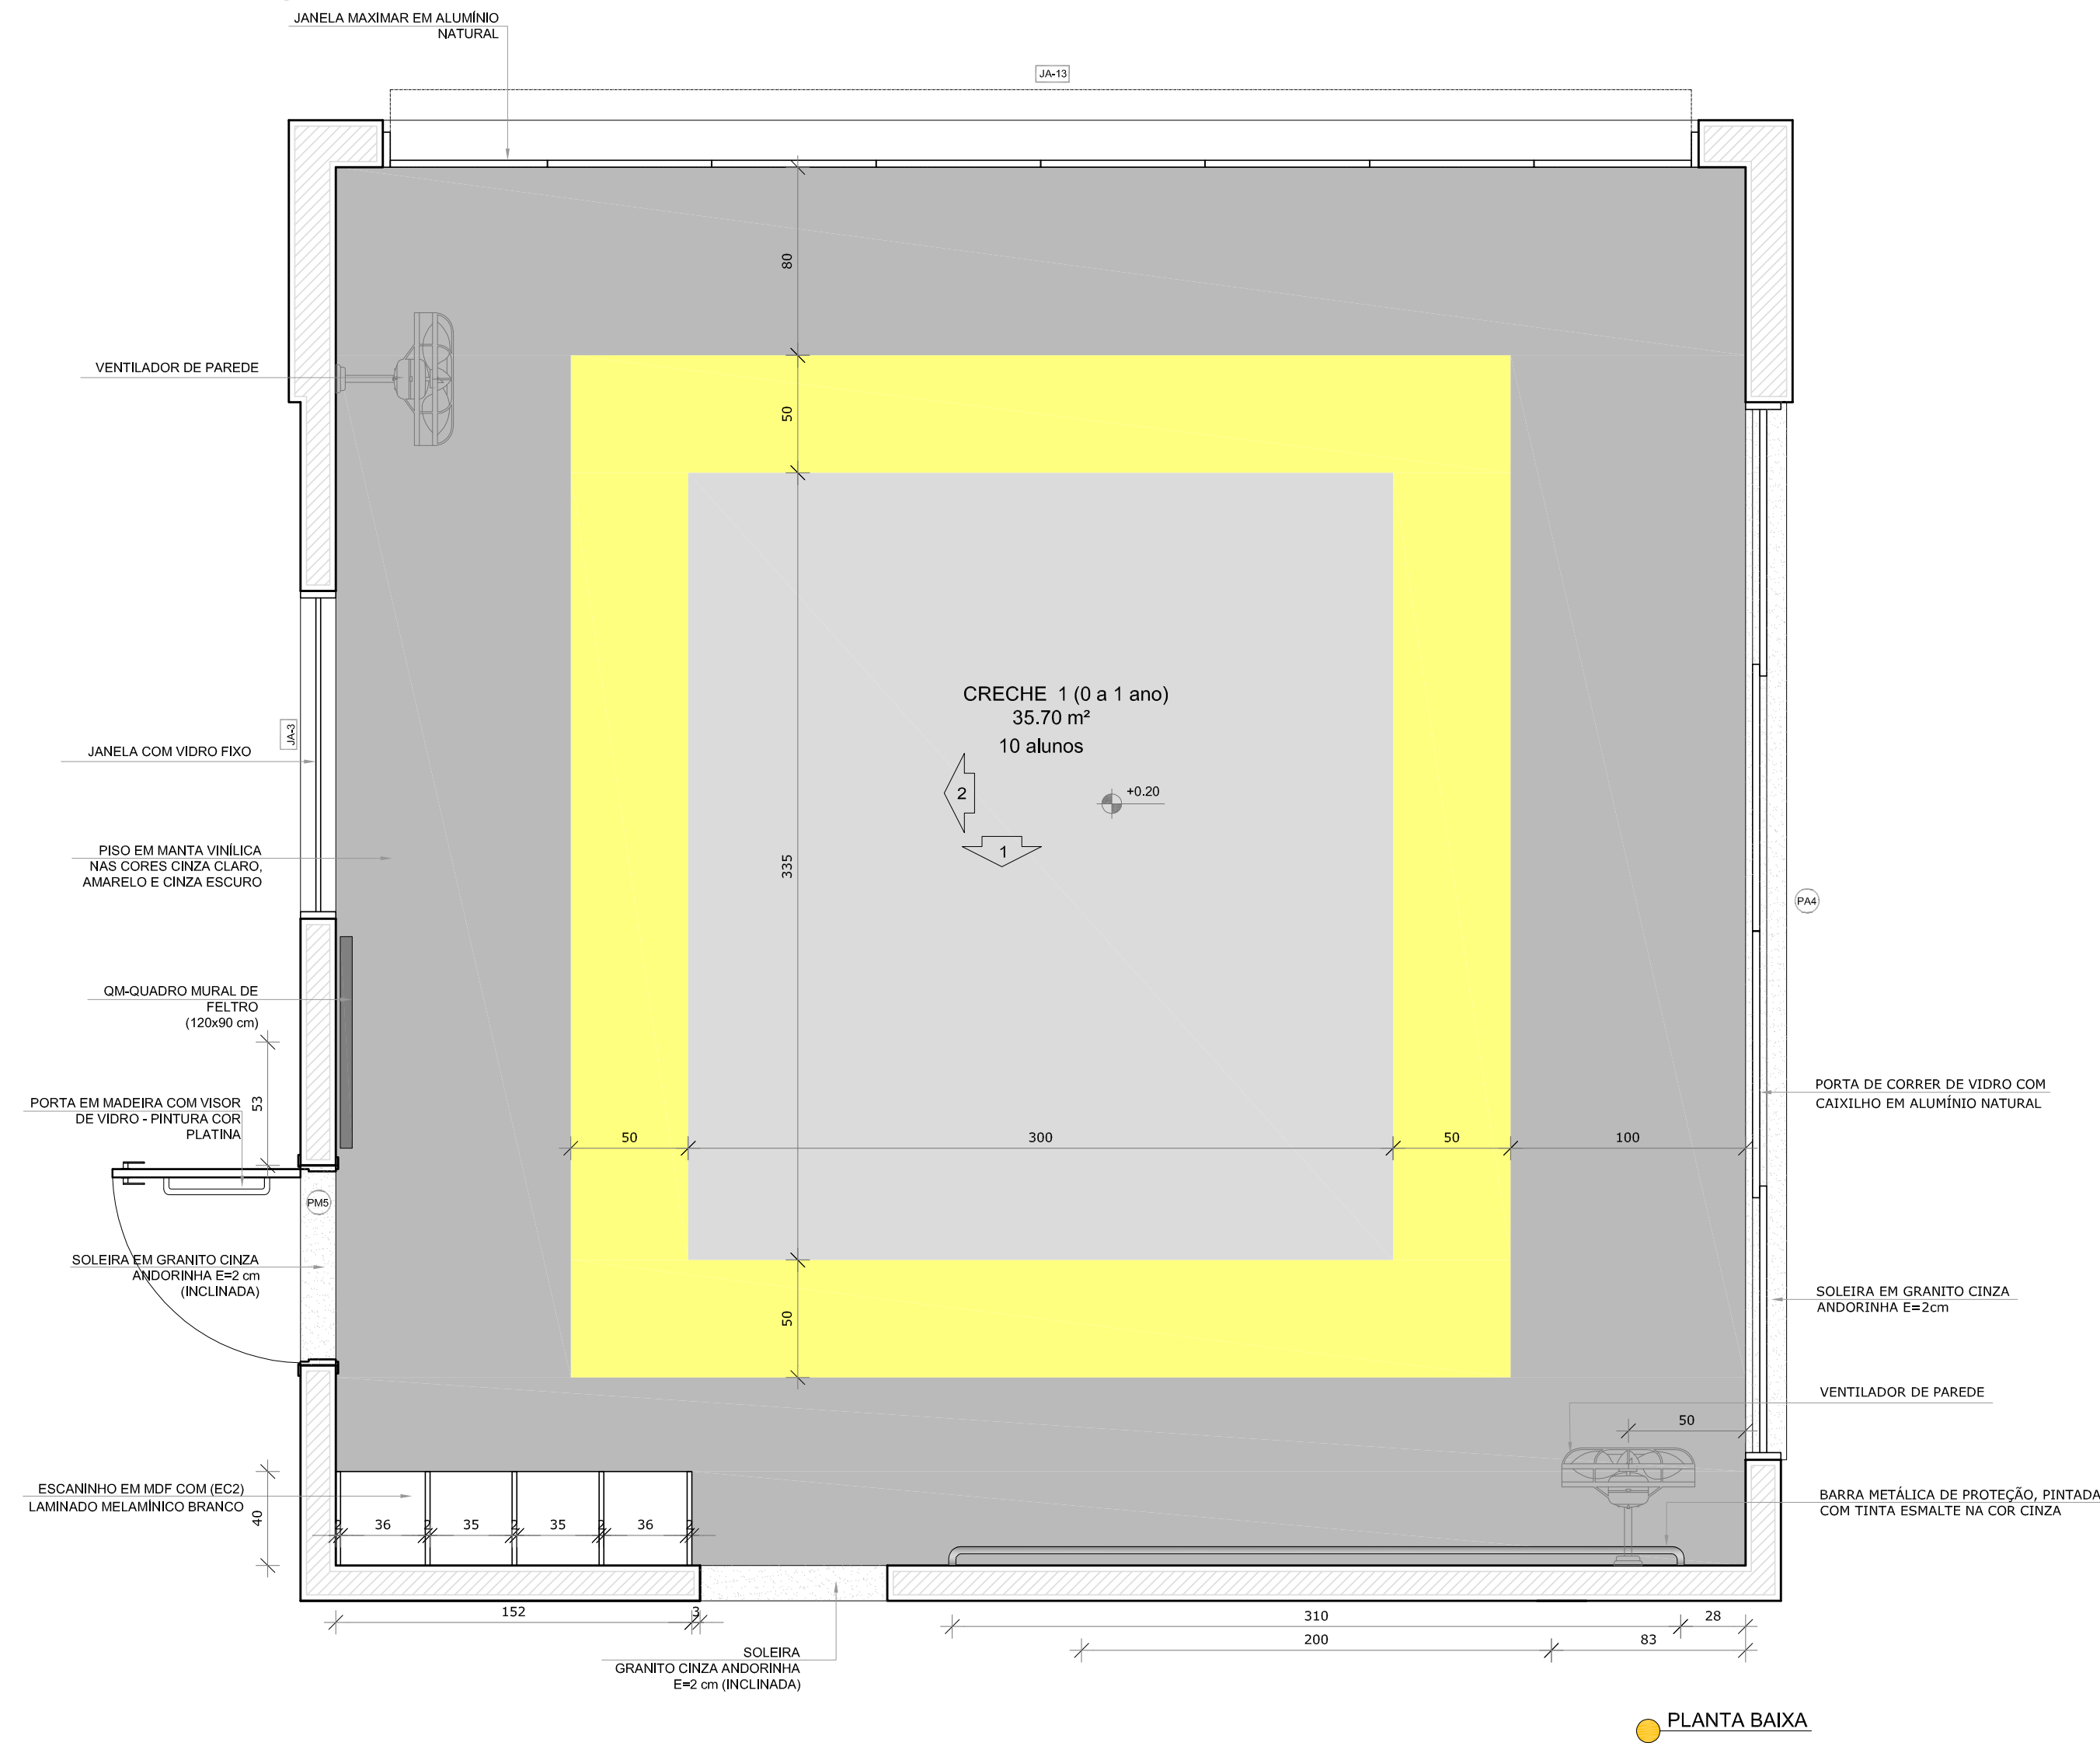 JANELA MAXIMAR EM ALUMÍNIO
NATURAL
JA-13
80
VENTILADOR DE PAREDE
50
CRECHE 1 (0 a 1 ano)
35.70 m²
10 alunos
JA-3
JANELA COM VIDRO FIXO
2
+0.20
1
PISO EM MANTA VINÍLICA
NAS CORES CINZA CLARO,
AMARELO E CINZA ESCURO
335
PA4
QM-QUADRO MURAL DE
FELTRO
(120x90 cm)
53
PORTA EM MADEIRA COM VISOR
DE VIDRO - PINTURA COR
PLATINA
PORTA DE CORRER DE VIDRO COM
CAIXILHO EM ALUMÍNIO NATURAL
50
300
50
100
PM5
SOLEIRA EM GRANITO CINZA
ANDORINHA E=2 cm
(INCLINADA)
SOLEIRA EM GRANITO CINZA
ANDORINHA E=2cm
50
VENTILADOR DE PAREDE
50
ESCANINHO EM MDF COM (EC2)
LAMINADO MELAMÍNICO BRANCO
40
2
36
2
35
2
35
2
36
2
BARRA METÁLICA DE PROTEÇÃO, PINTADA
COM TINTA ESMALTE NA COR CINZA
152
3
310
28
200
83
SOLEIRA
GRANITO CINZA ANDORINHA
E=2 cm (INCLINADA)
PLANTA BAIXA